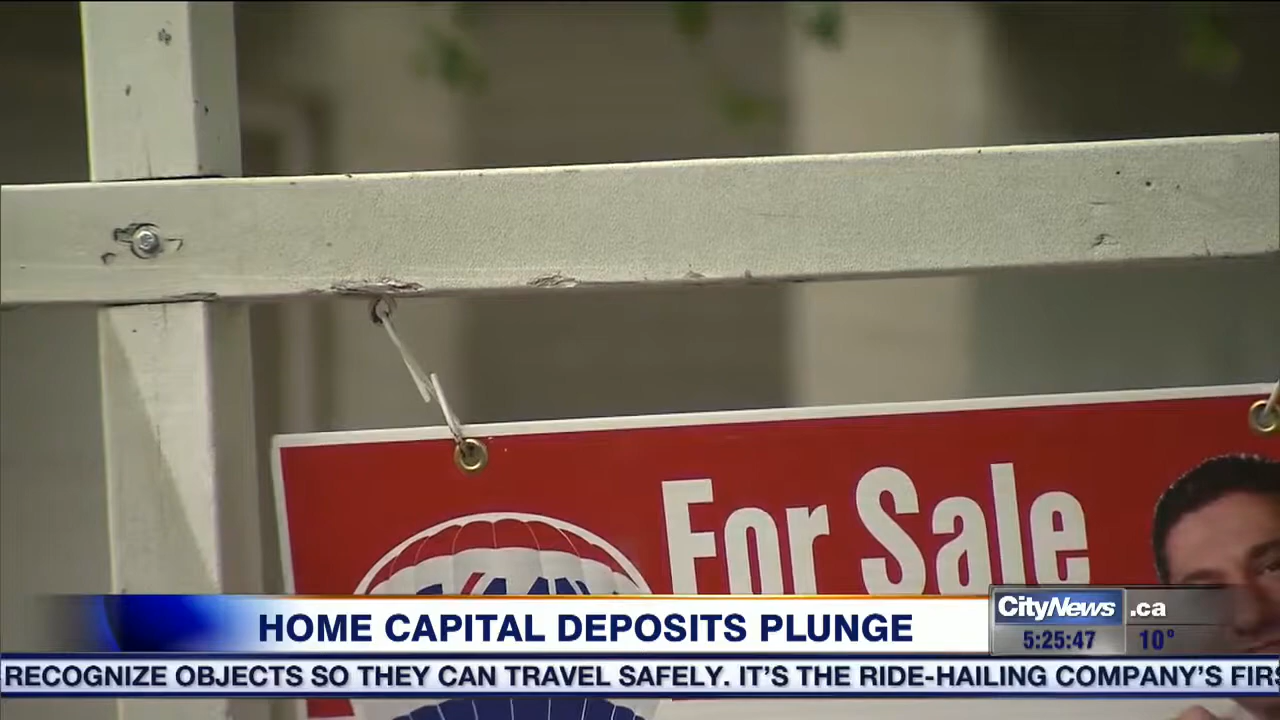 For Sale
HOME CAPITAL DEPOSITS PLUNGE
CityNews .ca
5:25:47 10°
RECOGNIZE OBJECTS SO THEY CAN TRAVEL SAFELY. IT'S THE RIDE-HAILING COMPANY'S